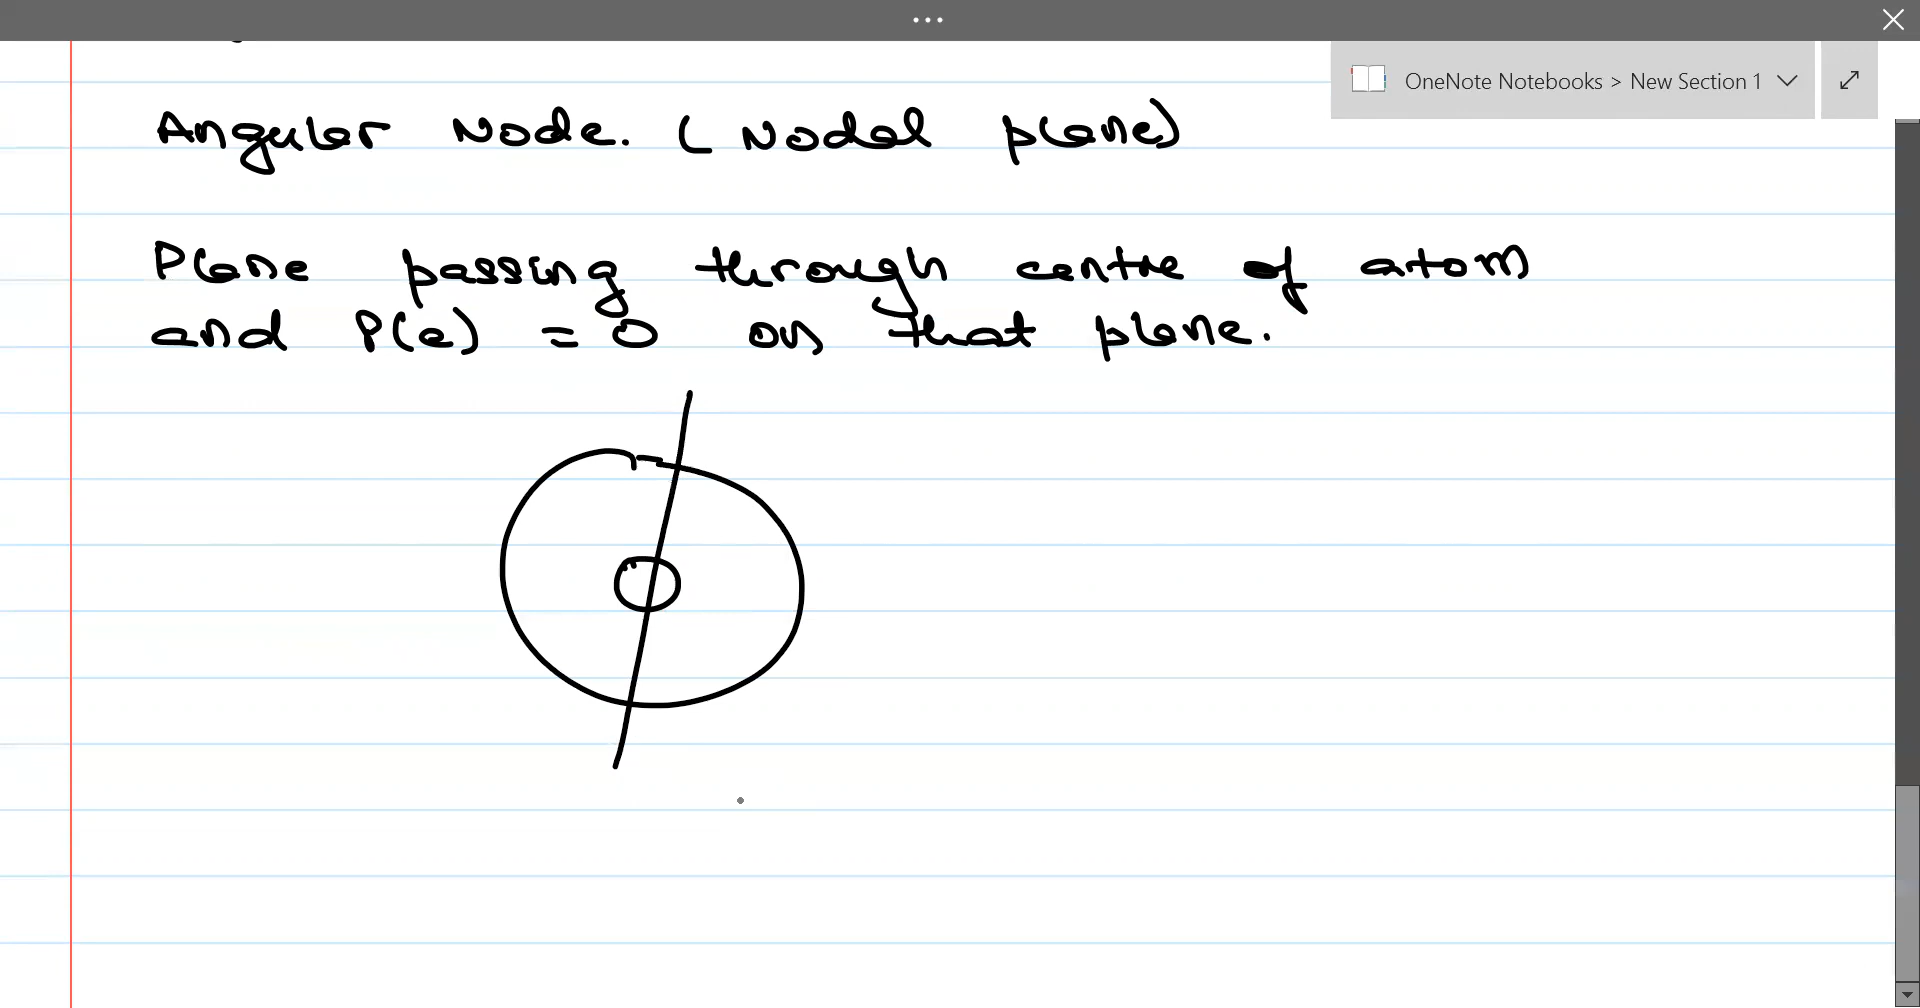 OneNote Notebooks > New Section 1
Angular Node. (Nodal plane)
Plane passing through centre of atom
and P(e) = 0 on that plane.